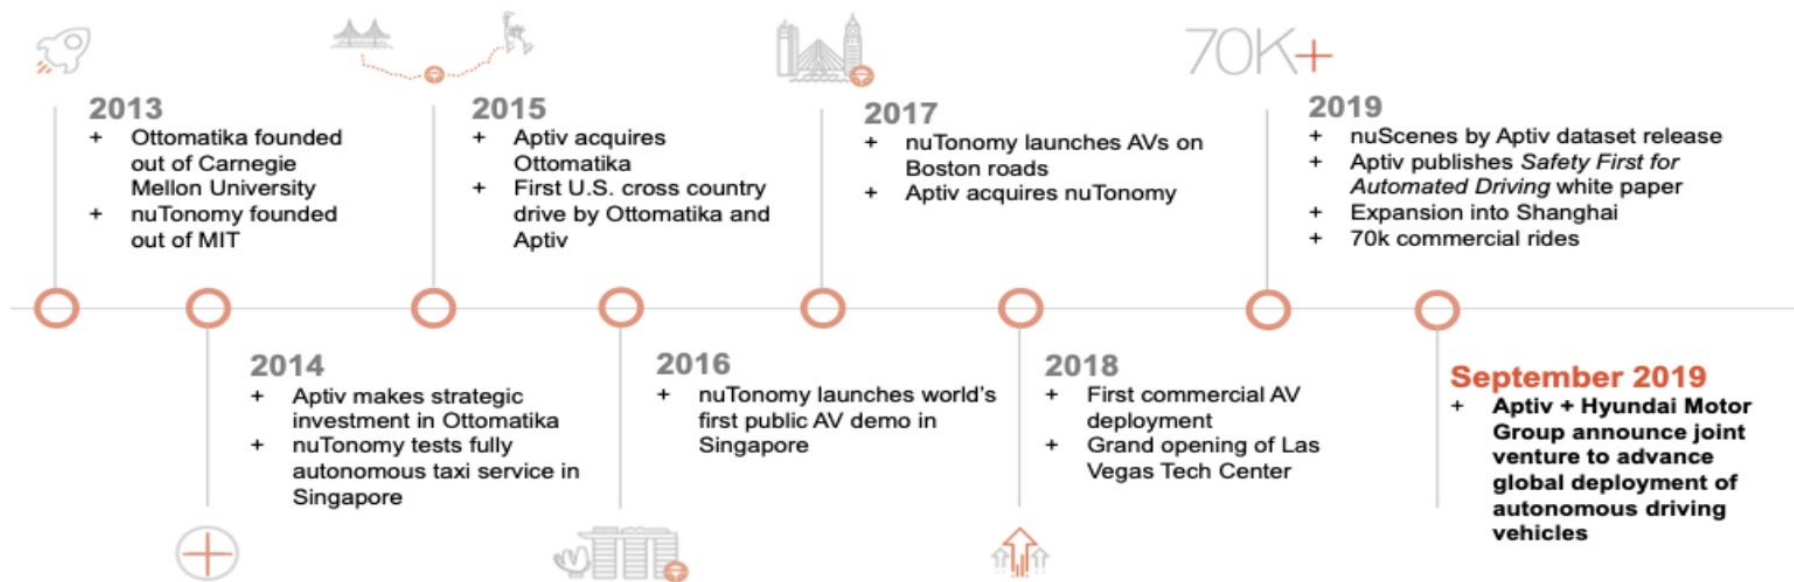 70K+
2013
+ Ottomatika founded
out of Carnegie
Mellon University
+ nuTonomy founded
out of MIT
2015
+ Aptiv acquires
Ottomatika
+ First U.S. cross country
drive by Ottomatika and
Aptiv
2017
+ nuTonomy launches AVs on
Boston roads
+ Aptiv acquires nuTonomy
2019
+ nuScenes by Aptiv dataset release
+ Aptiv publishes Safety First for
Automated Driving white paper
+ Expansion into Shanghai
+ 70k commercial rides
2014
+ Aptiv makes strategic
investment in Ottomatika
+ nuTonomy tests fully
autonomous taxi service in
Singapore
2016
+ nuTonomy launches world's
first public AV demo in
Singapore
2018
+ First commercial AV
deployment
+ Grand opening of Las
Vegas Tech Center
September 2019
+ Aptiv + Hyundai Motor
Group announce joint
venture to advance
global deployment of
autonomous driving
vehicles